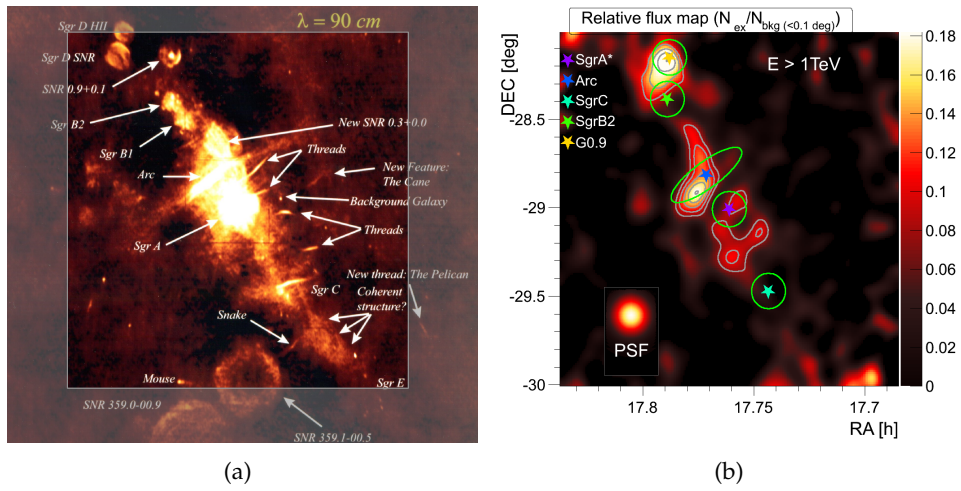 λ = 90 cm
Sgr D HII
Sgr D SNR
SNR 0.9+0.1
Sgr B2
New SNR 0.3+0.0
Sgr B1
Threads
Arc
New Feature:
The Cane
Background Galaxy
Threads
Sgr A
New thread: The Pelican
Sgr C
Coherent
structure?
Snake
Mouse
Sgr E
SNR 359.0-00.9
SNR 359.1-00.5
(a)
Relative flux map (N_ex/N_bkg (<0.1 deg))
DEC [deg]
SgrA*
Arc
SgrC
SgrB2
G0.9
E > 1TeV
-28.5
-29
-29.5
-30
PSF
17.8
17.75
17.7
RA [h]
0.18
0.16
0.14
0.12
0.1
0.08
0.06
0.04
0.02
0
(b)